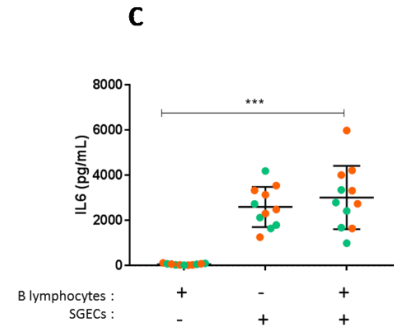 C
***
8000
6000
4000
2000
0
IL6 (pg/mL)
B lymphocytes : + - +
SGECs : - + +